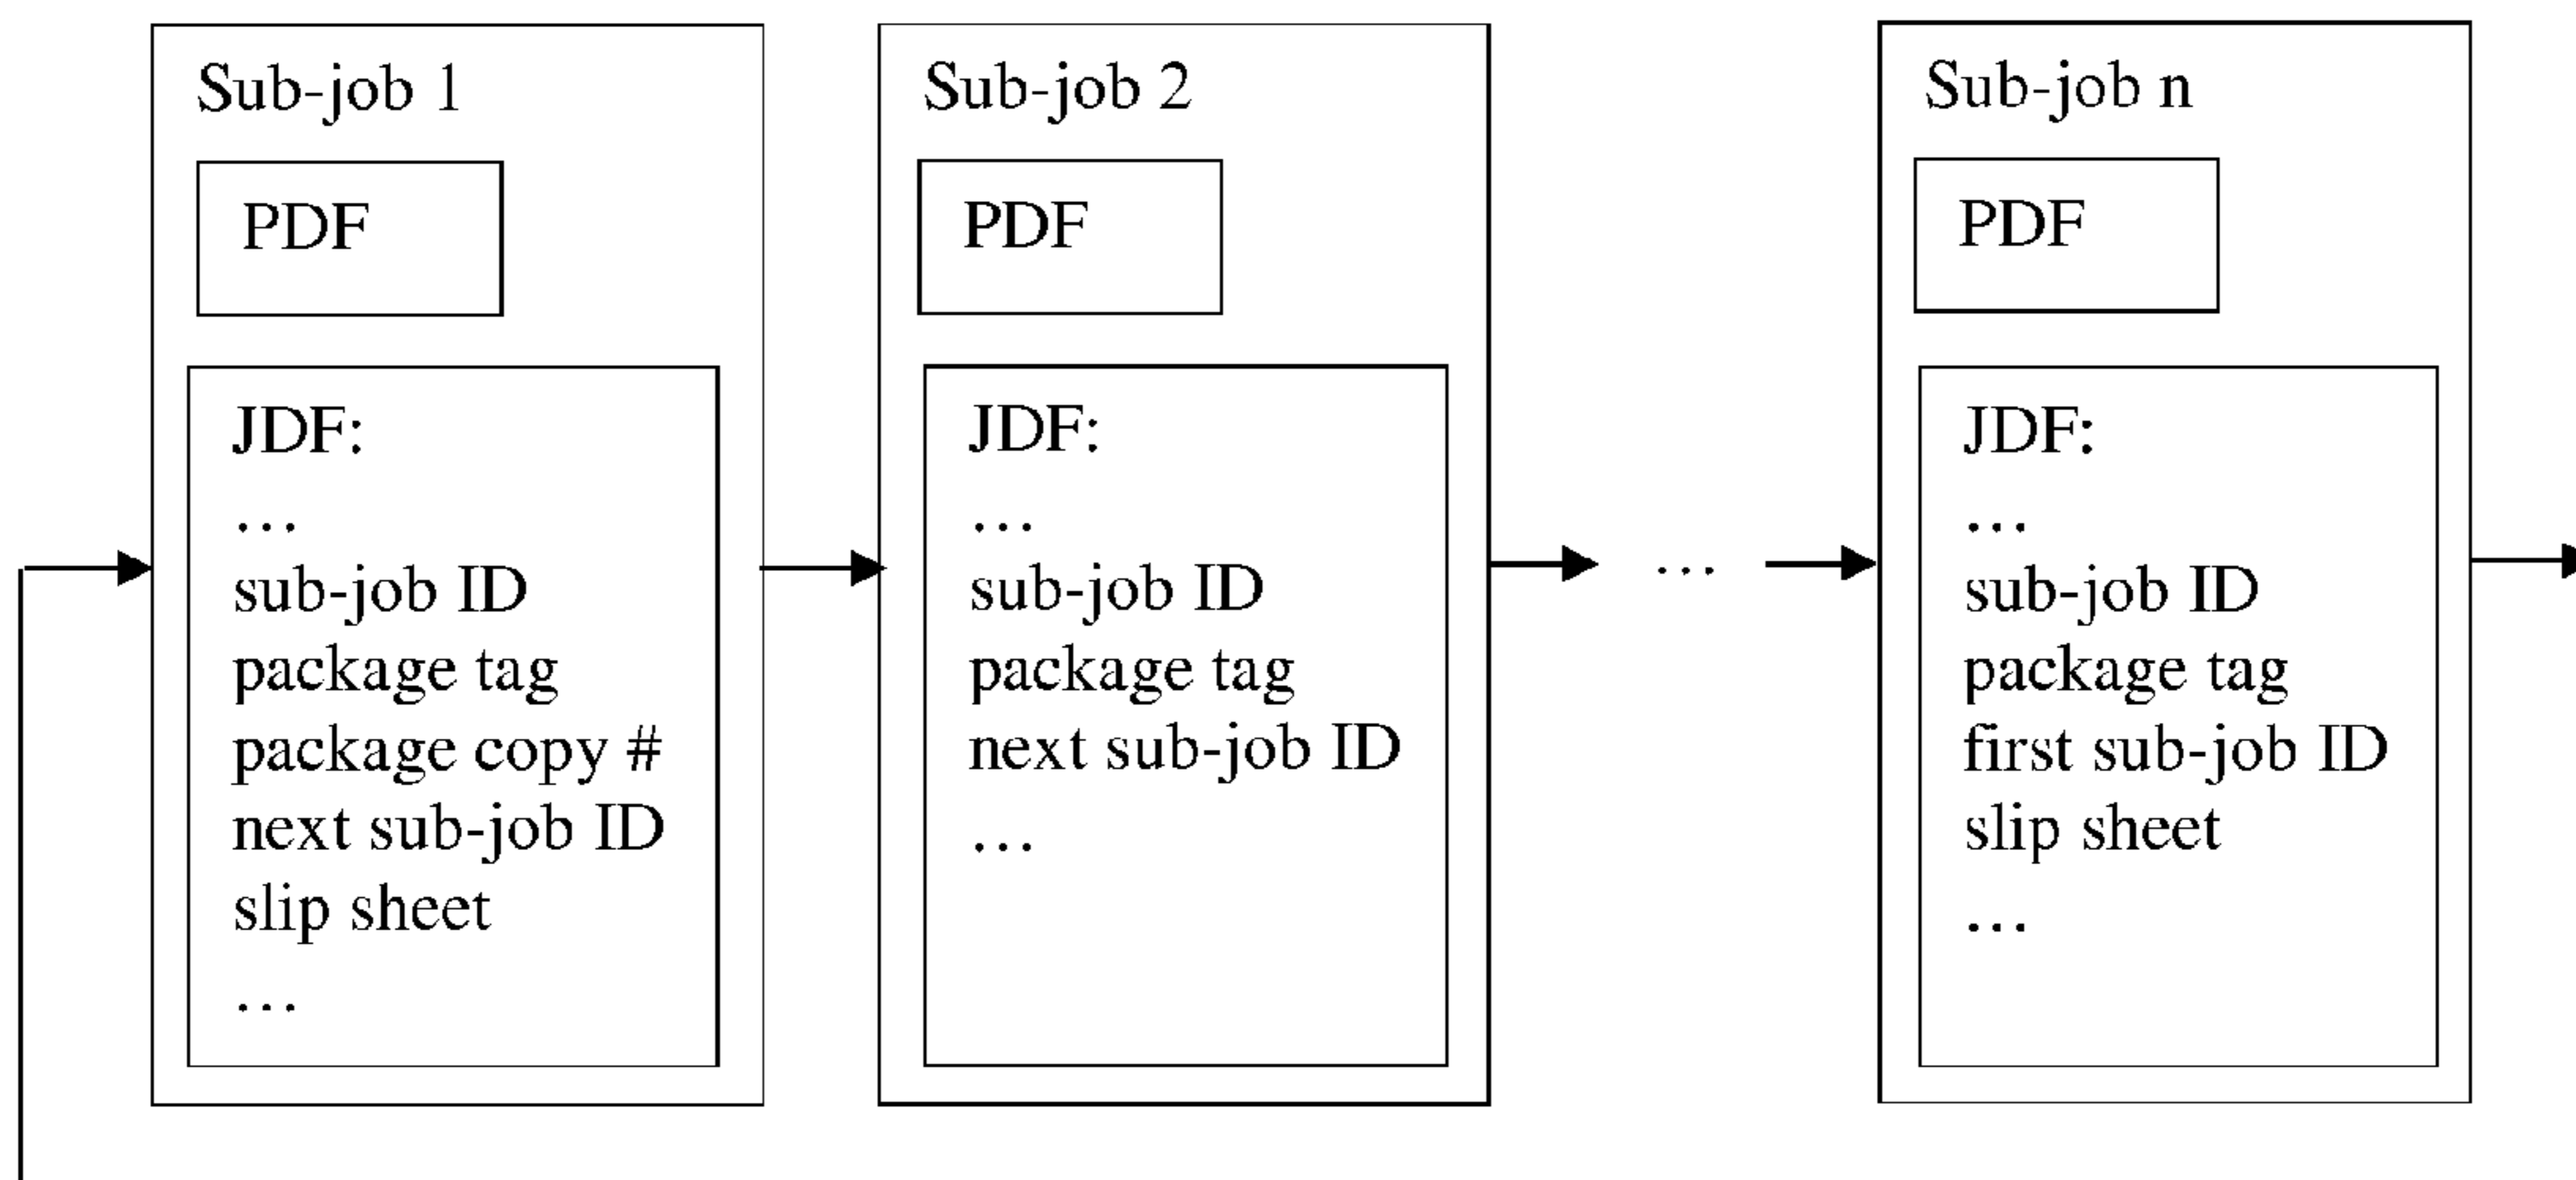 Sub-job 1
PDF
JDF:
…
sub-job ID
package tag
package copy #
next sub-job ID
slip sheet
…
Sub-job 2
PDF
JDF:
…
sub-job ID
package tag
next sub-job ID
…
…
Sub-job n
PDF
JDF:
…
sub-job ID
package tag
first sub-job ID
slip sheet
…